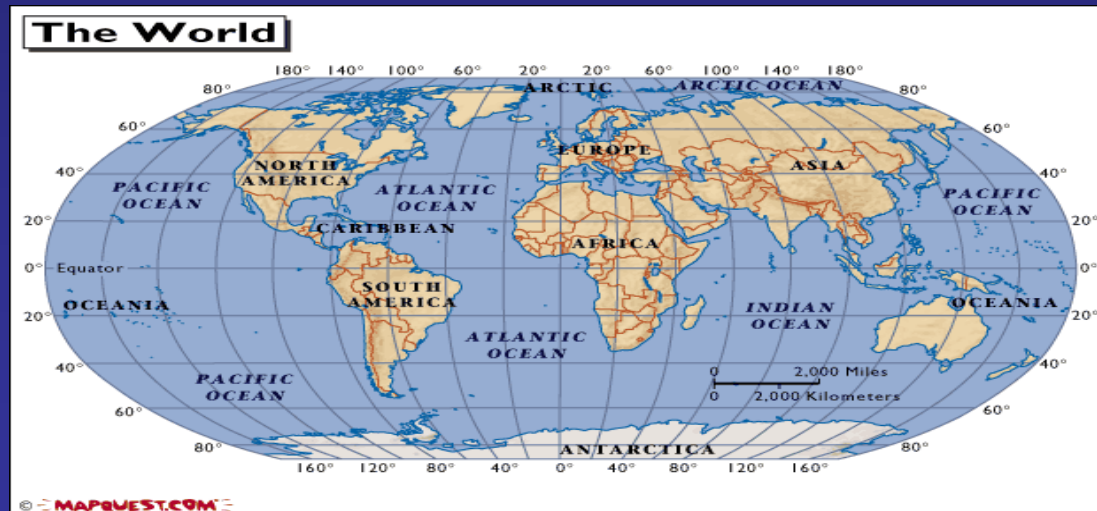 The World
180° 140° 100° 60° 20° 20° 60° 100° 140° 180°
80° ARCTIC ARCTIC OCEAN 80°
60° 60°
EUROPE
NORTH
AMERICA
ASIA
40° 40°
PACIFIC
OCEAN
ATLANTIC
OCEAN
PACIFIC
OCEAN
20° 20°
CARIBBEAN
AFRICA
0° Equator 0°
SOUTH
AMERICA
OCEANIA
INDIAN
OCEAN
OCEANIA
20° 20°
ATLANTIC
OCEAN
40° 40°
0 2,000 Miles
0 2,000 Kilometers
PACIFIC
OCEAN
60° 60°
80° ANTARCTICA 80°
160° 120° 80° 40° 0° 40° 80° 120° 160°
© MAPQUEST.COM